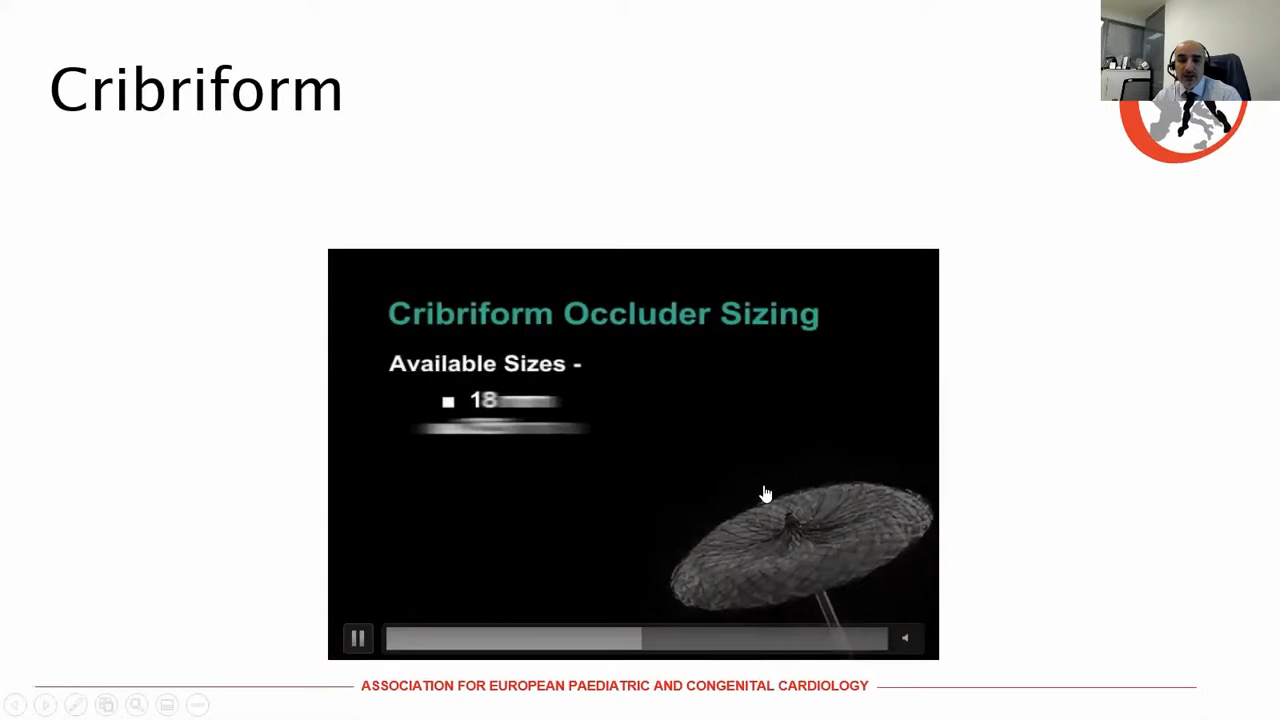 Cribriform
Cribriform Occluder Sizing
Available Sizes -
18
ASSOCIATION FOR EUROPEAN PAEDIATRIC AND CONGENITAL CARDIOLOGY